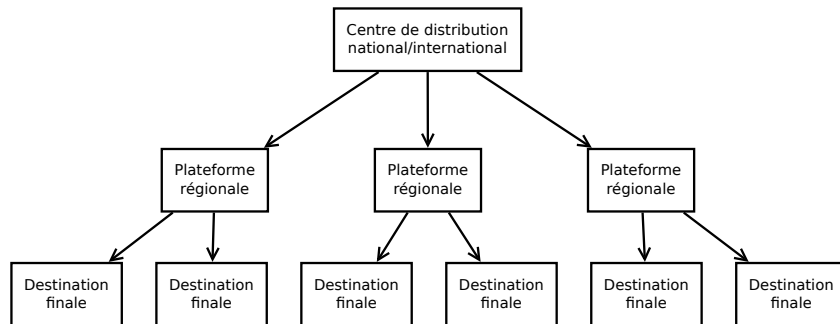 Centre de distribution
national/international
Plateforme
régionale
Plateforme
régionale
Plateforme
régionale
Destination
finale
Destination
finale
Destination
finale
Destination
finale
Destination
finale
Destination
finale